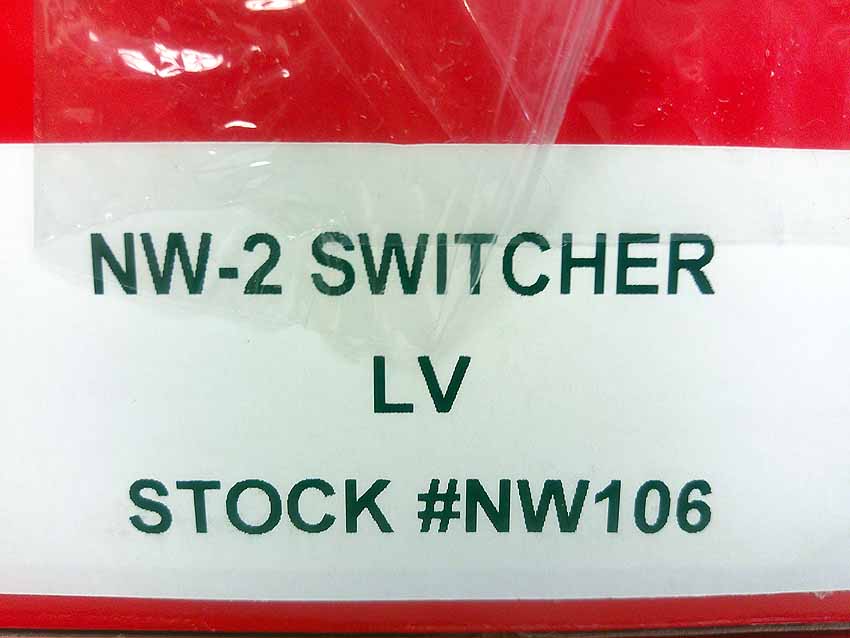 NW-2 SWITCHER
LV
STOCK #NW106